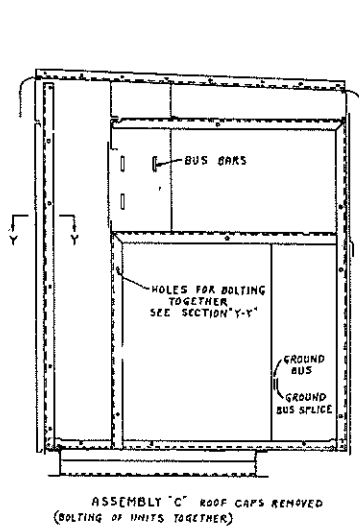 BUS BARS
Y Y
HOLES FOR BOLTING
TOGETHER
SEE SECTION "Y-Y"
GROUND
BUS
GROUND
BUS SPLICE
ASSEMBLY "C" ROOF CAPS REMOVED
(BOLTING OF UNITS TOGETHER)